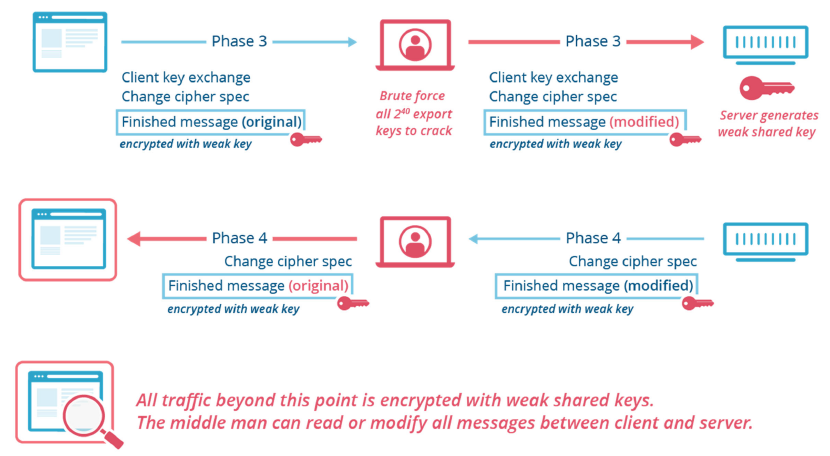 Phase 3
Client key exchange
Change cipher spec
Finished message (original)
encrypted with weak key
Brute force
all 2⁴⁰ export
keys to crack
Phase 3
Client key exchange
Change cipher spec
Finished message (modified)
encrypted with weak key
Server generates
weak shared key
Phase 4
Change cipher spec
Finished message (original)
encrypted with weak key
Phase 4
Change cipher spec
Finished message (modified)
encrypted with weak key
All traffic beyond this point is encrypted with weak shared keys.
The middle man can read or modify all messages between client and server.